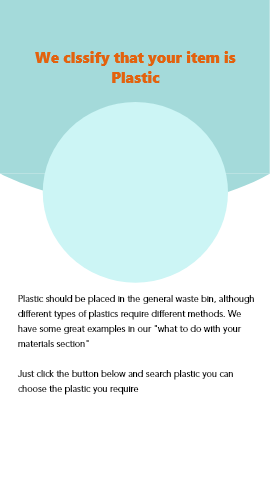 We clssify that your item is
Plastic
Plastic should be placed in the general waste bin, although
different types of plastics require different methods. We
have some great examples in our "what to do with your
materials section"
Just click the button below and search plastic you can
choose the plastic you require